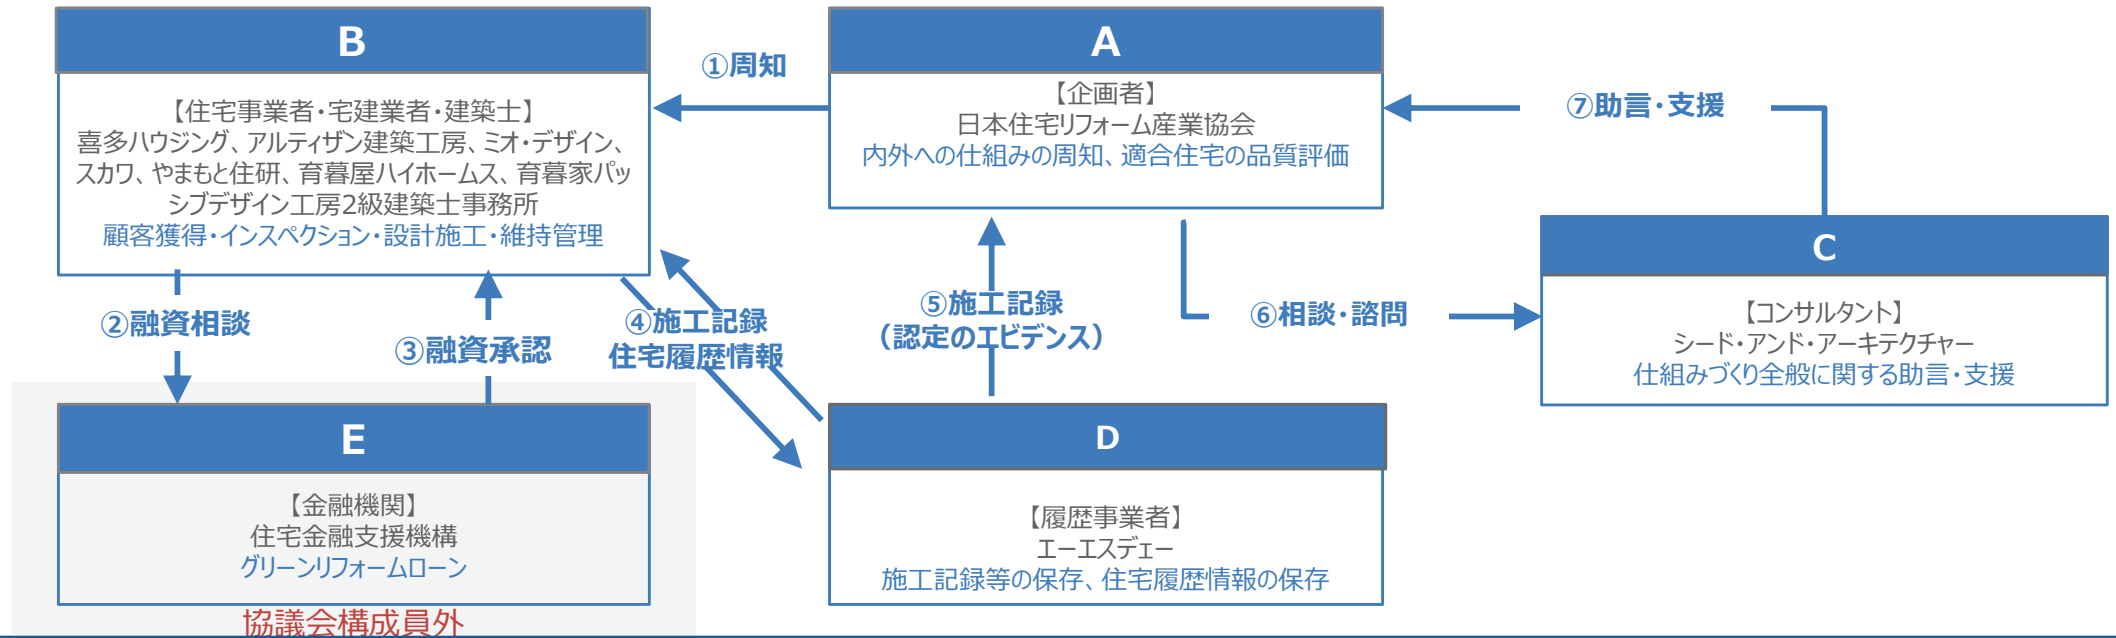 B
【住宅事業者・宅建業者・建築士】
喜多ハウジング、アルティザン建築工房、ミオ・デザイン、
スカワ、やまもと住研、育暮屋ハイホームス、育暮家パッ
シブデザイン工房2級建築士事務所
顧客獲得・インスペクション・設計施工・維持管理
①周知
A
【企画者】
日本住宅リフォーム産業協会
内外への仕組みの周知、適合住宅の品質評価
⑦助言・支援
C
【コンサルタント】
シード・アンド・アーキテクチャー
仕組みづくり全般に関する助言・支援
②融資相談
③融資承認
④施工記録
住宅履歴情報
⑤施工記録
（認定のエビデンス）
⑥相談・諮問
E
【金融機関】
住宅金融支援機構
グリーンリフォームローン
協議会構成員外
D
【履歴事業者】
エーエスデェー
施工記録等の保存、住宅履歴情報の保存